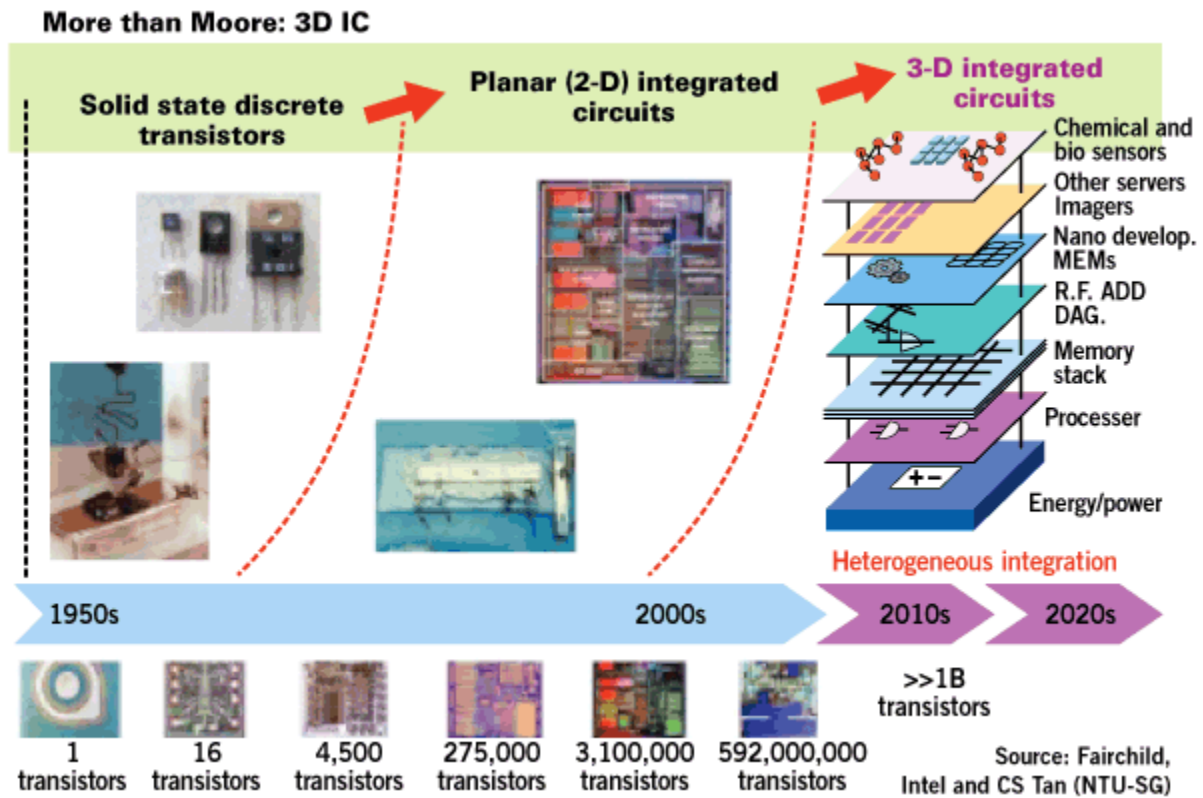 More than Moore: 3D IC
Solid state discrete
transistors
Planar (2-D) integrated
circuits
3-D integrated
circuits
Chemical and
bio sensors
Other servers
Imagers
Nano develop.
MEMs
R.F. ADD
DAG.
Memory
stack
Processer
+-
Energy/power
Heterogeneous integration
1950s
2000s
2010s
2020s
1
transistors
16
transistors
4,500
transistors
275,000
transistors
3,100,000
transistors
592,000,000
transistors
>>1B
transistors
Source: Fairchild,
Intel and CS Tan (NTU-SG)